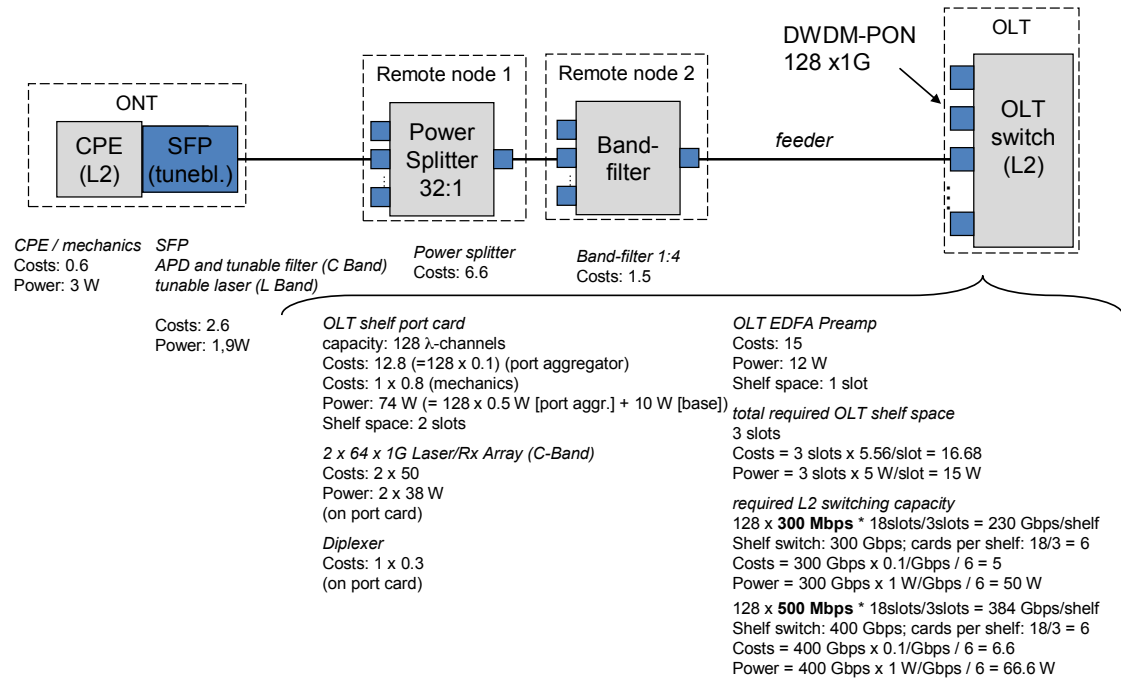 OLT
DWDM-PON
128 x1G
Remote node 1
Remote node 2
ONT
CPE
(L2)
SFP
(tunebl.)
Power
Splitter
32:1
Band-
filter
feeder
OLT
switch
(L2)
CPE / mechanics
Costs: 0.6
Power: 3 W
SFP
APD and tunable filter (C Band)
tunable laser (L Band)
Costs: 2.6
Power: 1,9W
Power splitter
Costs: 6.6
Band-filter 1:4
Costs: 1.5
OLT shelf port card
capacity: 128 λ-channels
Costs: 12.8 (=128 x 0.1) (port aggregator)
Costs: 1 x 0.8 (mechanics)
Power: 74 W (= 128 x 0.5 W [port aggr.] + 10 W [base])
Shelf space: 2 slots
2 x 64 x 1G Laser/Rx Array (C-Band)
Costs: 2 x 50
Power: 2 x 38 W
(on port card)
Diplexer
Costs: 1 x 0.3
(on port card)
OLT EDFA Preamp
Costs: 15
Power: 12 W
Shelf space: 1 slot
total required OLT shelf space
3 slots
Costs = 3 slots x 5.56/slot = 16.68
Power = 3 slots x 5 W/slot = 15 W
required L2 switching capacity
128 x 300 Mbps * 18slots/3slots = 230 Gbps/shelf
Shelf switch: 300 Gbps; cards per shelf: 18/3 = 6
Costs = 300 Gbps x 0.1/Gbps / 6 = 5
Power = 300 Gbps x 1 W/Gbps / 6 = 50 W
128 x 500 Mbps * 18slots/3slots = 384 Gbps/shelf
Shelf switch: 400 Gbps; cards per shelf: 18/3 = 6
Costs = 400 Gbps x 0.1/Gbps / 6 = 6.6
Power = 400 Gbps x 1 W/Gbps / 6 = 66.6 W